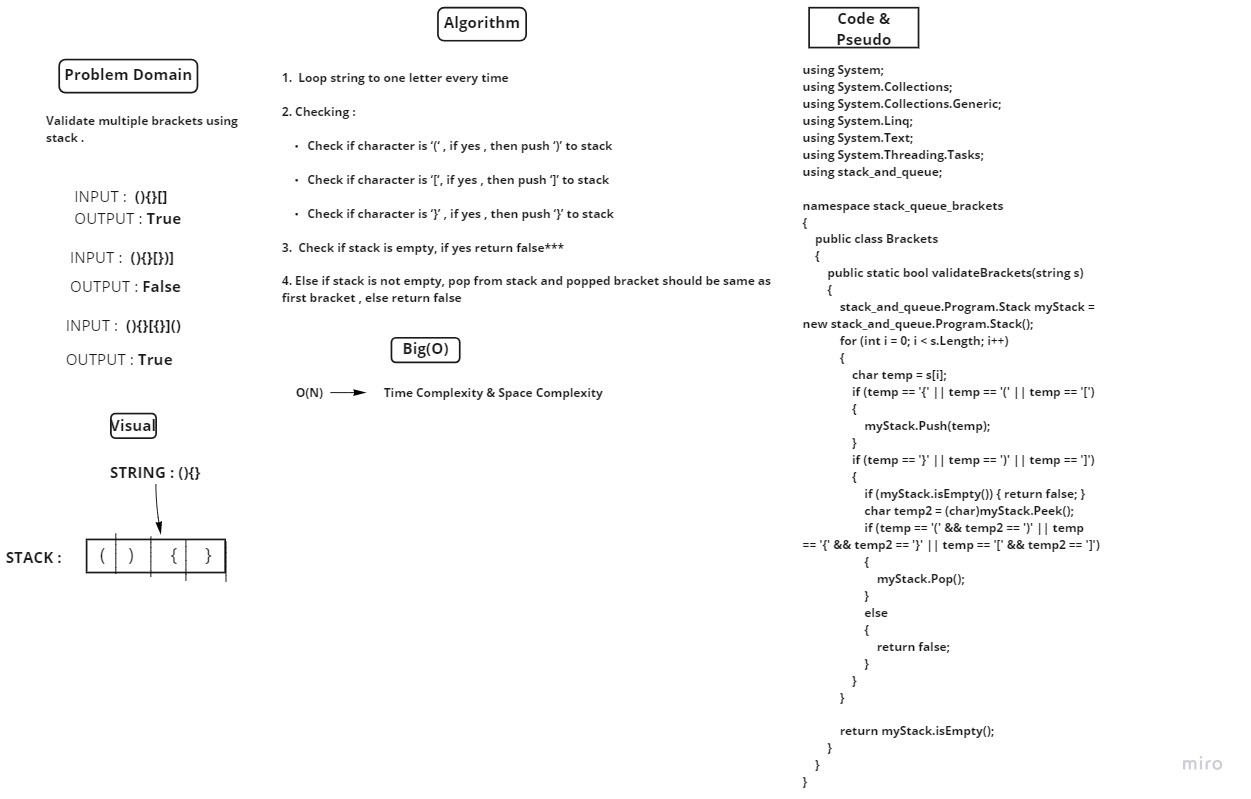 Problem Domain
Validate multiple brackets using
stack .
INPUT : (){}[]
OUTPUT : True
INPUT : (){}[})]
OUTPUT : False
INPUT : (){}[{}]()
OUTPUT : True
Visual
STRING : (){}
STACK :
( ) { }
Algorithm
1. Loop string to one letter every time
2. Checking :
• Check if character is ‘(‘ , if yes , then push ‘)’ to stack
• Check if character is ‘[‘, if yes , then push ‘]’ to stack
• Check if character is ‘}’ , if yes , then push ‘}’ to stack
3. Check if stack is empty, if yes return false***
4. Else if stack is not empty, pop from stack and popped bracket should be same as
first bracket , else return false
Big(O)
O(N)
Time Complexity & Space Complexity
Code &
Pseudo
using System;
using System.Collections;
using System.Collections.Generic;
using System.Linq;
using System.Text;
using System.Threading.Tasks;
using stack_and_queue;
namespace stack_queue_brackets
{
public class Brackets
{
public static bool validateBrackets(string s)
{
stack_and_queue.Program.Stack myStack =
new stack_and_queue.Program.Stack();
for (int i = 0; i < s.Length; i++)
{
char temp = s[i];
if (temp == '{' || temp == '(' || temp == '[')
{
myStack.Push(temp);
}
if (temp == '}' || temp == ')' || temp == ']')
{
if (myStack.isEmpty()) { return false; }
char temp2 = (char)myStack.Peek();
if (temp == '(' && temp2 == ')' || temp
== '{' && temp2 == '}' || temp == '[' && temp2 == ']')
{
myStack.Pop();
}
else
{
return false;
}
}
}
return myStack.isEmpty();
}
}
}
miro